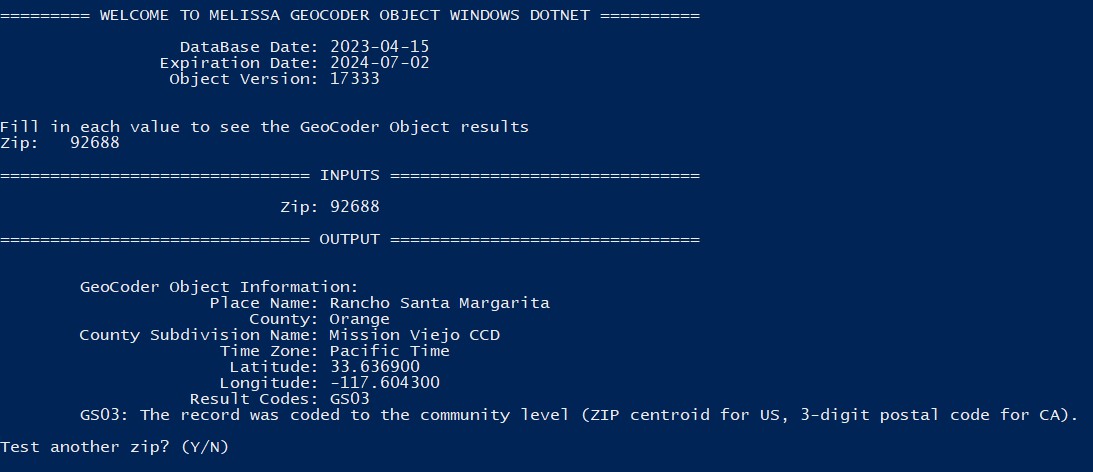 ========= WELCOME TO MELISSA GEOCODER OBJECT WINDOWS DOTNET ==========
DataBase Date: 2023-04-15
Expiration Date: 2024-07-02
Object Version: 17333
Fill in each value to see the GeoCoder Object results
Zip: 92688
=============================== INPUTS ===============================
Zip: 92688
=============================== OUTPUT ===============================
GeoCoder Object Information:
Place Name: Rancho Santa Margarita
County: Orange
County Subdivision Name: Mission Viejo CCD
Time Zone: Pacific Time
Latitude: 33.636900
Longitude: -117.604300
Result Codes: GS03
GS03: The record was coded to the community level (ZIP centroid for US, 3-digit postal code for CA).
Test another zip? (Y/N)